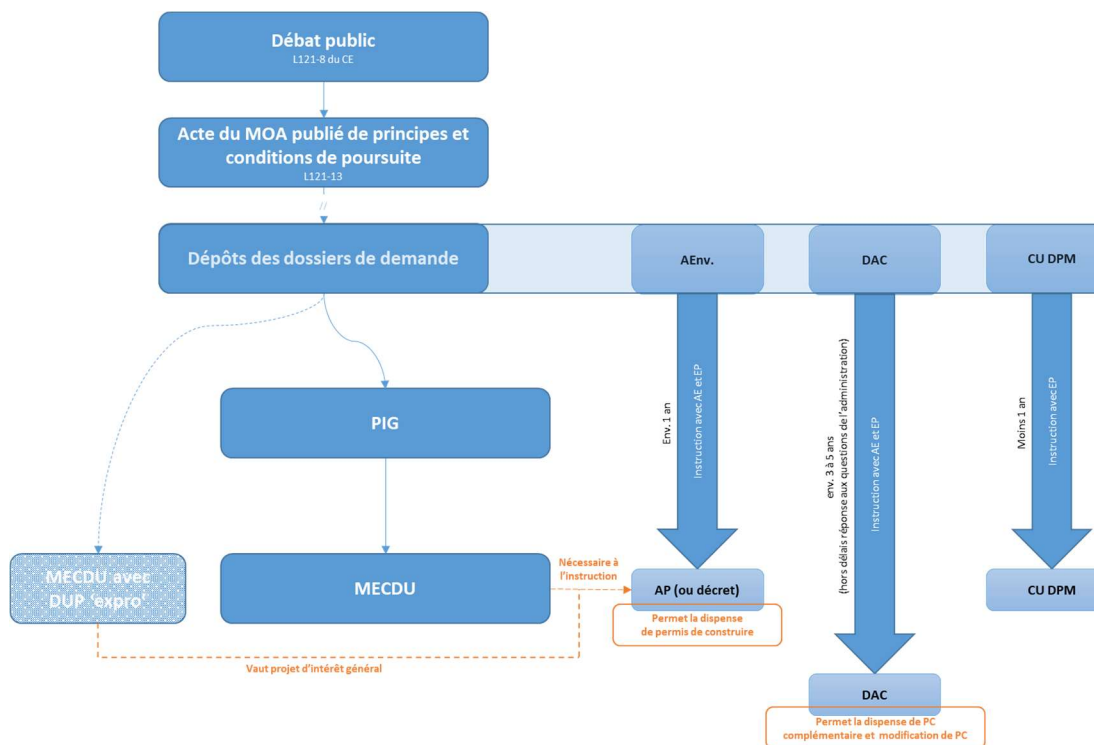 Débat public
L121-8 du CE
Acte du MOA publié de principes et
conditions de poursuite
L121-13
//
Dépôts des dossiers de demande
AEnv.
DAC
CU DPM
Env. 1 an
Instruction avec AE et EP
env. 3 à 5 ans
(hors délais réponse aux questions de l'administration)
Instruction avec AE et EP
Moins 1 an
Instruction avec EP
PIG
MECDU avec
DUP ‘expro’
MECDU
Nécessaire à
l’instruction
AP (ou décret)
Permet la dispense
de permis de construire
CU DPM
Vaut projet d’intérêt général
DAC
Permet la dispense de PC
complémentaire et modification de PC